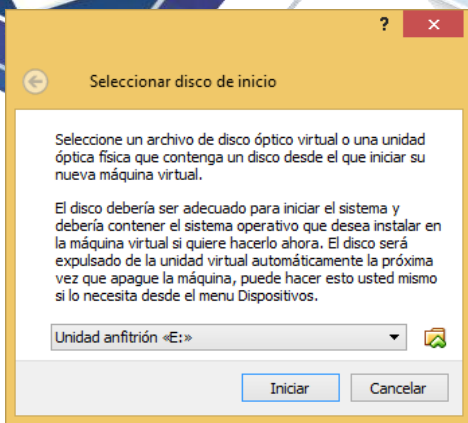 ?
×
Seleccionar disco de inicio
Seleccione un archivo de disco óptico virtual o una unidad
óptica física que contenga un disco desde el que iniciar su
nueva máquina virtual.
El disco debería ser adecuado para iniciar el sistema y
debería contener el sistema operativo que desea instalar en
la máquina virtual si quiere hacerlo ahora. El disco será
expulsado de la unidad virtual automáticamente la próxima
vez que apague la máquina, puede hacer esto usted mismo
si lo necesita desde el menu Dispositivos.
Unidad anfitrión «E:»
Iniciar
Cancelar